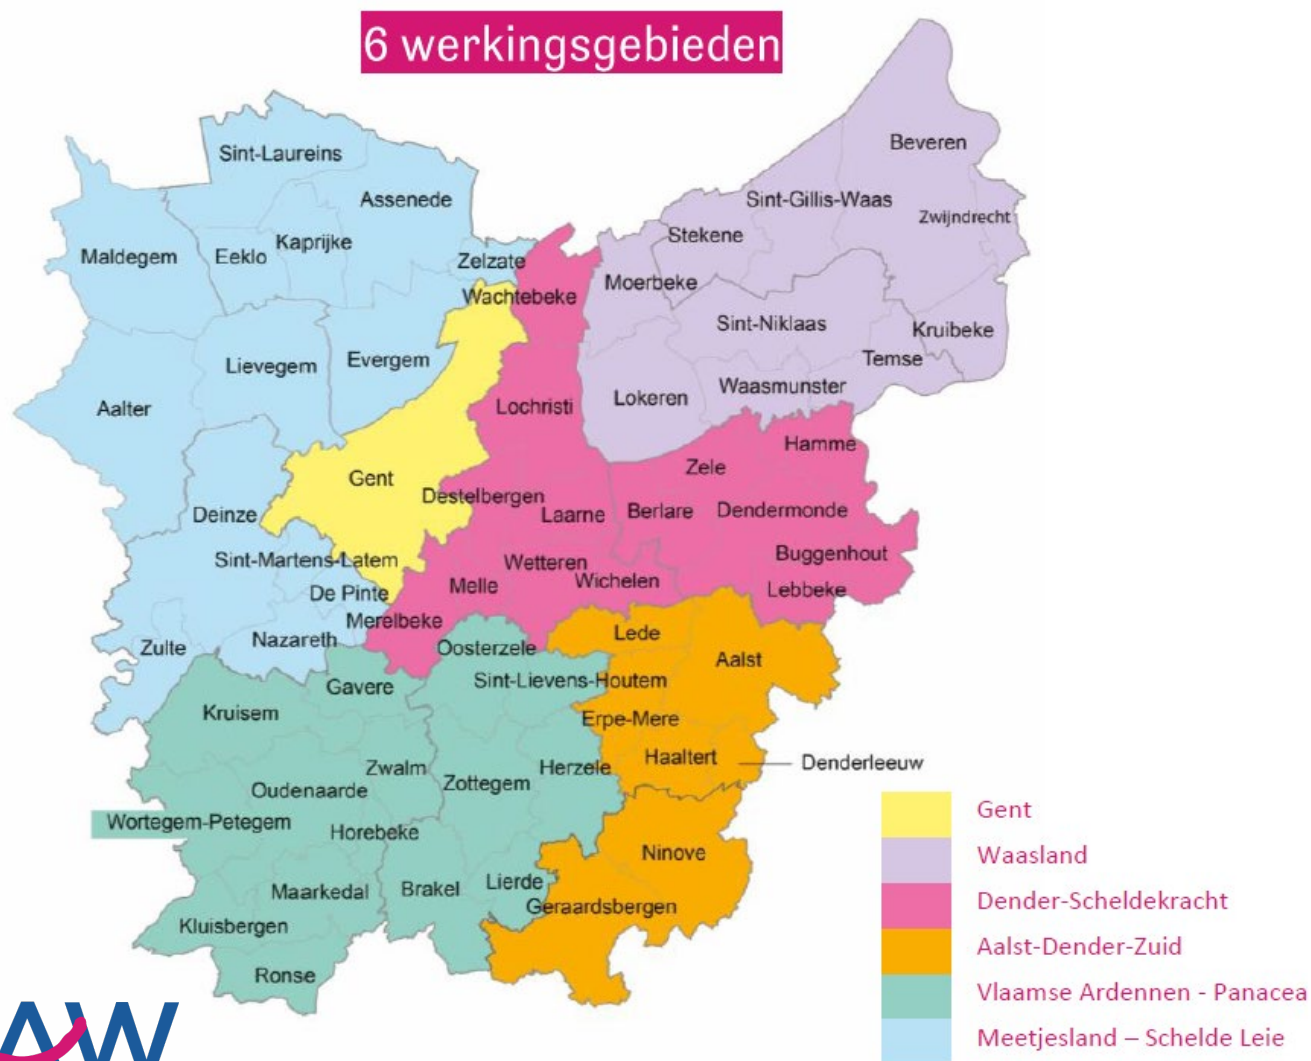 6 werkingsgebieden
Beveren
Sint-Laureins
Assenede
Sint-Gillis-Waas
Zwijndrecht
Stekene
Kaprijke
Maldegem
Eeklo
Zelzate
Moerbeke
Wachtebeke
Sint-Niklaas
Kruibeke
Temse
Evergem
Lievegem
Waasmunster
Lokeren
Lochristi
Aalter
Hamme
Zele
Gent
Destelbergen
Laarne
Berlare
Dendermonde
Deinze
Buggenhout
Sint-Martens-Latem
Wetteren
Wichelen
Melle
Lebbeke
De Pinte
Merelbeke
Lede
Nazareth
Zulte
Oosterzele
Aalst
Sint-Lievens-Houtem
Gavere
Kruisem
Erpe-Mere
Haaltert
Denderleeuw
Zwalm
Herzele
Zottegem
Oudenaarde
Wortegem-Petegem
Horebeke
Ninove
Lierde
Brakel
Maarkedal
Geraardsbergen
Kluisbergen
Ronse
Gent
Waasland
Dender-Scheldekracht
Aalst-Dender-Zuid
Vlaamse Ardennen - Panacea
Meetjesland – Schelde Leie